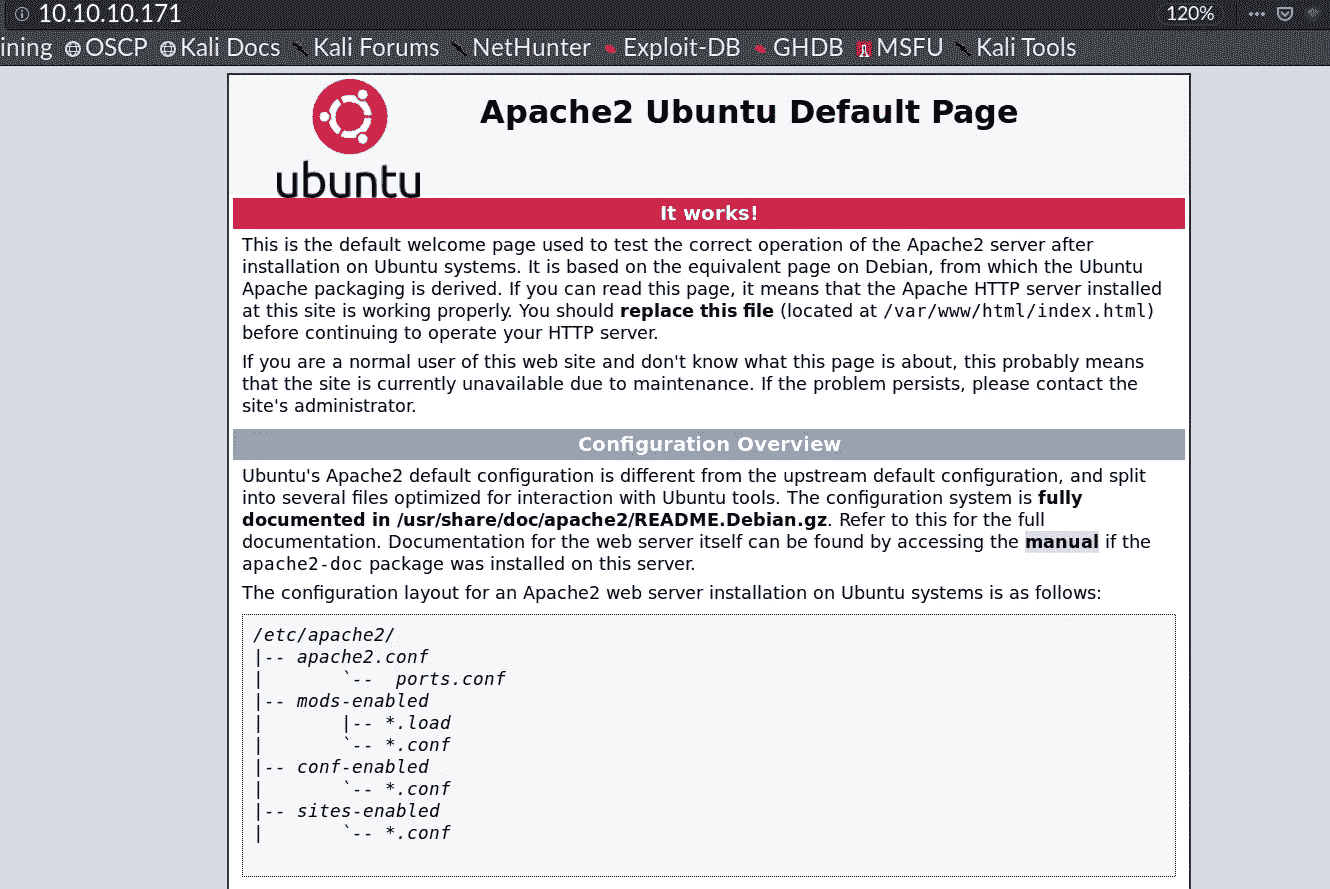 10.10.10.171
120%
ining OSCP Kali Docs Kali Forums NetHunter Exploit-DB GHDB MSFU Kali Tools
Apache2 Ubuntu Default Page
ubuntu
It works!
This is the default welcome page used to test the correct operation of the Apache2 server after
installation on Ubuntu systems. It is based on the equivalent page on Debian, from which the Ubuntu
Apache packaging is derived. If you can read this page, it means that the Apache HTTP server installed
at this site is working properly. You should replace this file (located at /var/www/html/index.html)
before continuing to operate your HTTP server.
If you are a normal user of this web site and don't know what this page is about, this probably means
that the site is currently unavailable due to maintenance. If the problem persists, please contact the
site's administrator.
Configuration Overview
Ubuntu's Apache2 default configuration is different from the upstream default configuration, and split
into several files optimized for interaction with Ubuntu tools. The configuration system is fully
documented in /usr/share/doc/apache2/README.Debian.gz. Refer to this for the full
documentation. Documentation for the web server itself can be found by accessing the manual if the
apache2-doc package was installed on this server.
The configuration layout for an Apache2 web server installation on Ubuntu systems is as follows:
/etc/apache2/
|-- apache2.conf
|       `--  ports.conf
|-- mods-enabled
|       |-- *.load
|       `-- *.conf
|-- conf-enabled
|       `-- *.conf
|-- sites-enabled
|       `-- *.conf